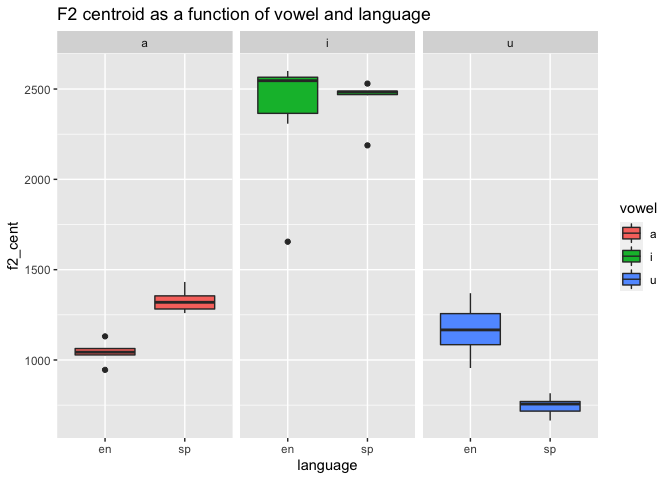 F2 centroid as a function of vowel and language
a i u
2500
2000
1500
1000
f2_cent
en sp en sp en sp
language
vowel
a
i
u